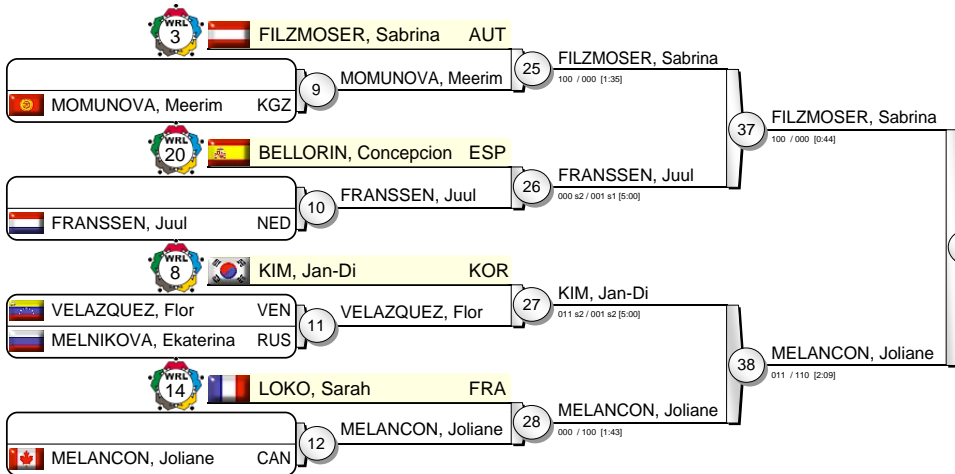 WRL
3
FILZMOSER, Sabrina AUT
MOMUNOVA, Meerim KGZ
9
MOMUNOVA, Meerim
25
FILZMOSER, Sabrina
100 / 000 [1:35]
WRL
20
BELLORIN, Concepcion ESP
FRANSSEN, Juul NED
10
FRANSSEN, Juul
26
FRANSSEN, Juul
000 s2 / 001 s1 [5:00]
37
FILZMOSER, Sabrina
100 / 000 [0:44]
WRL
8
KIM, Jan-Di KOR
VELAZQUEZ, Flor VEN
MELNIKOVA, Ekaterina RUS
11
VELAZQUEZ, Flor
27
KIM, Jan-Di
011 s2 / 001 s2 [5:00]
WRL
14
LOKO, Sarah FRA
MELANCON, Joliane CAN
12
MELANCON, Joliane
28
MELANCON, Joliane
000 / 100 [1:43]
38
MELANCON, Joliane
011 / 110 [2:09]